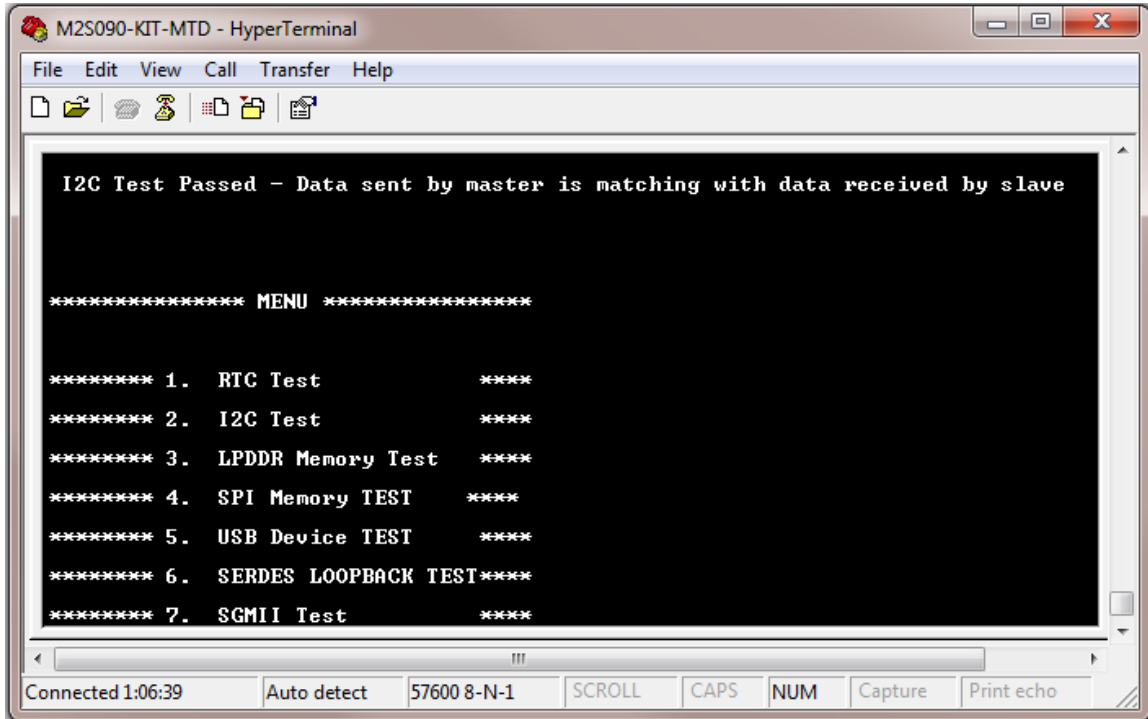 M2S090-KIT-MTD - HyperTerminal
File Edit View Call Transfer Help
I2C Test Passed - Data sent by master is matching with data received by slave
*************** MENU ****************
******** 1. RTC Test ****
******** 2. I2C Test ****
******** 3. LPDDR Memory Test ****
******** 4. SPI Memory TEST ****
******** 5. USB Device TEST ****
******** 6. SERDES LOOPBACK TEST****
******** 7. SGMII Test ****
Connected 1:06:39 Auto detect 57600 8-N-1 SCROLL CAPS NUM Capture Print echo